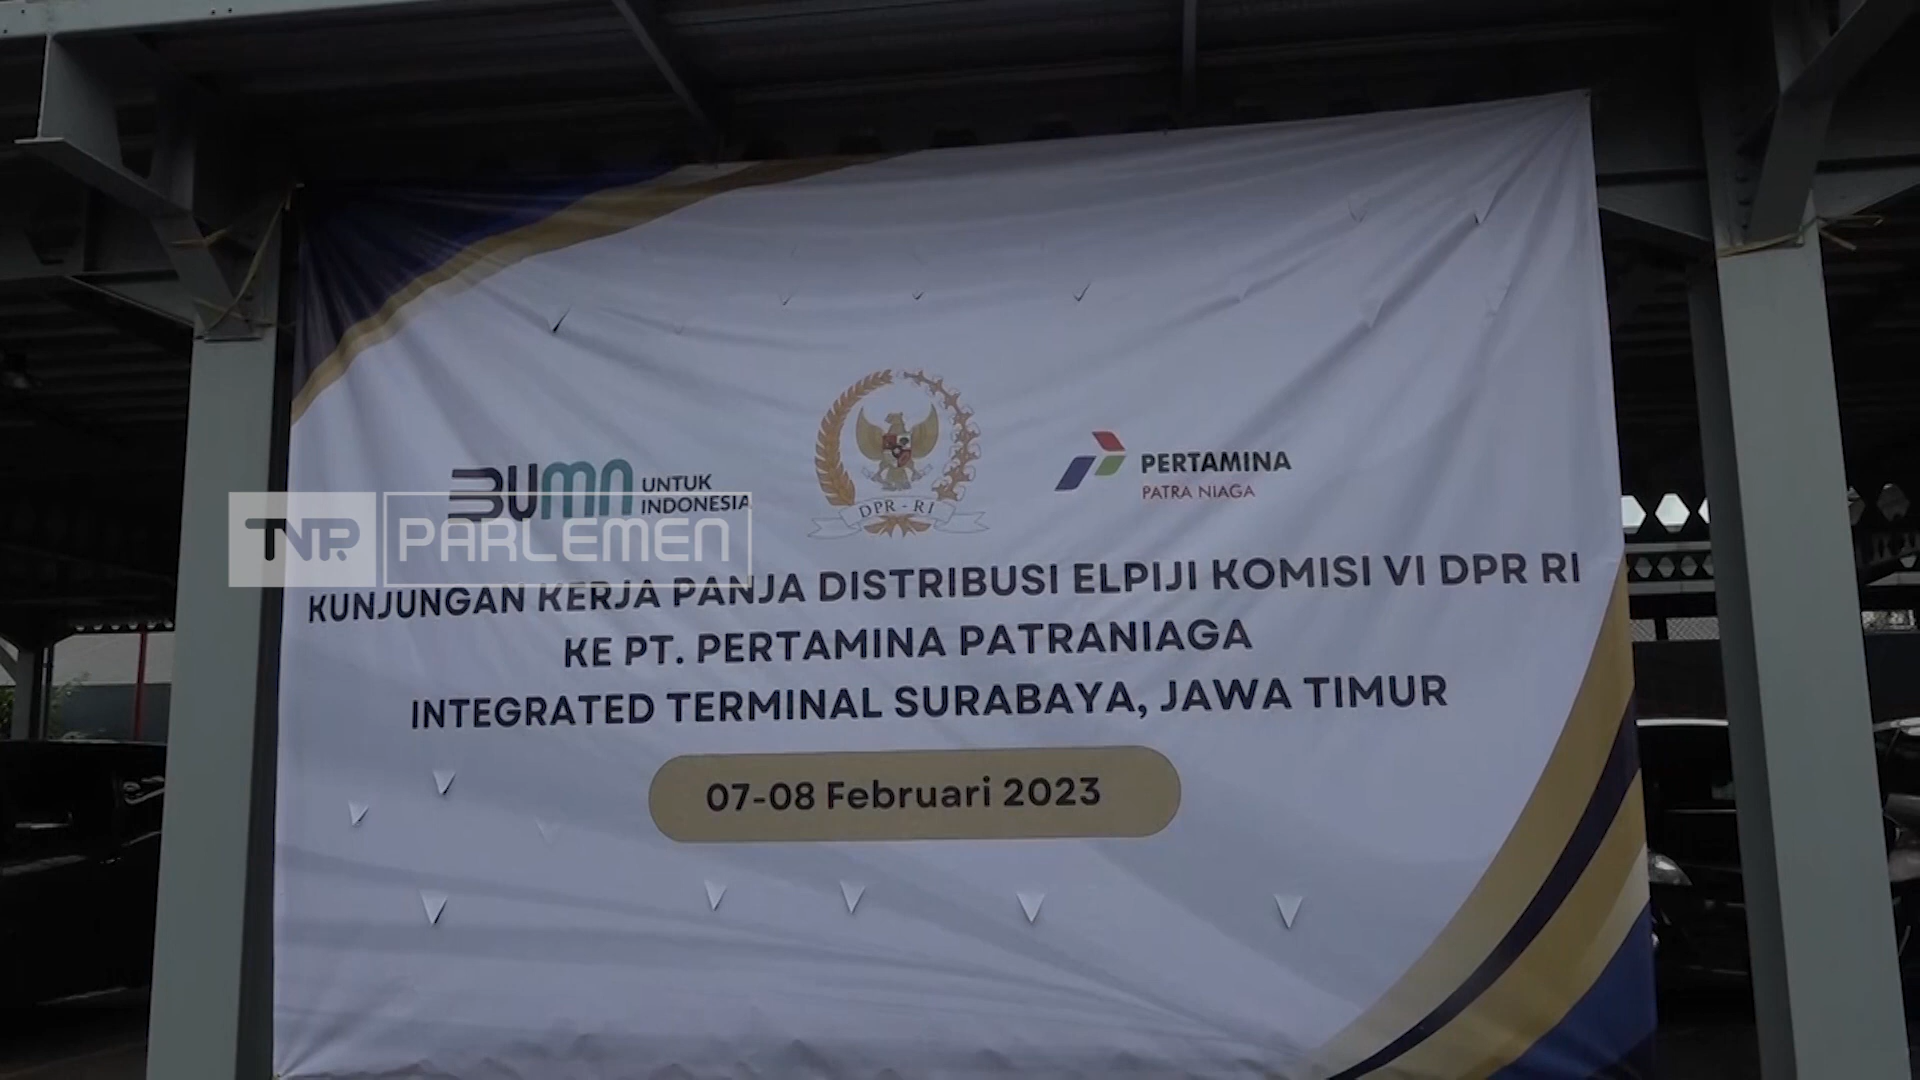 BUMN UNTUK INDONESIA
DPR-RI
PERTAMINA
PATRA NIAGA
TVR PARLEMEN
KUNJUNGAN KERJA PANJA DISTRIBUSI ELPIJI KOMISI VI DPR RI
KE PT. PERTAMINA PATRANIAGA
INTEGRATED TERMINAL SURABAYA, JAWA TIMUR
07-08 Februari 2023